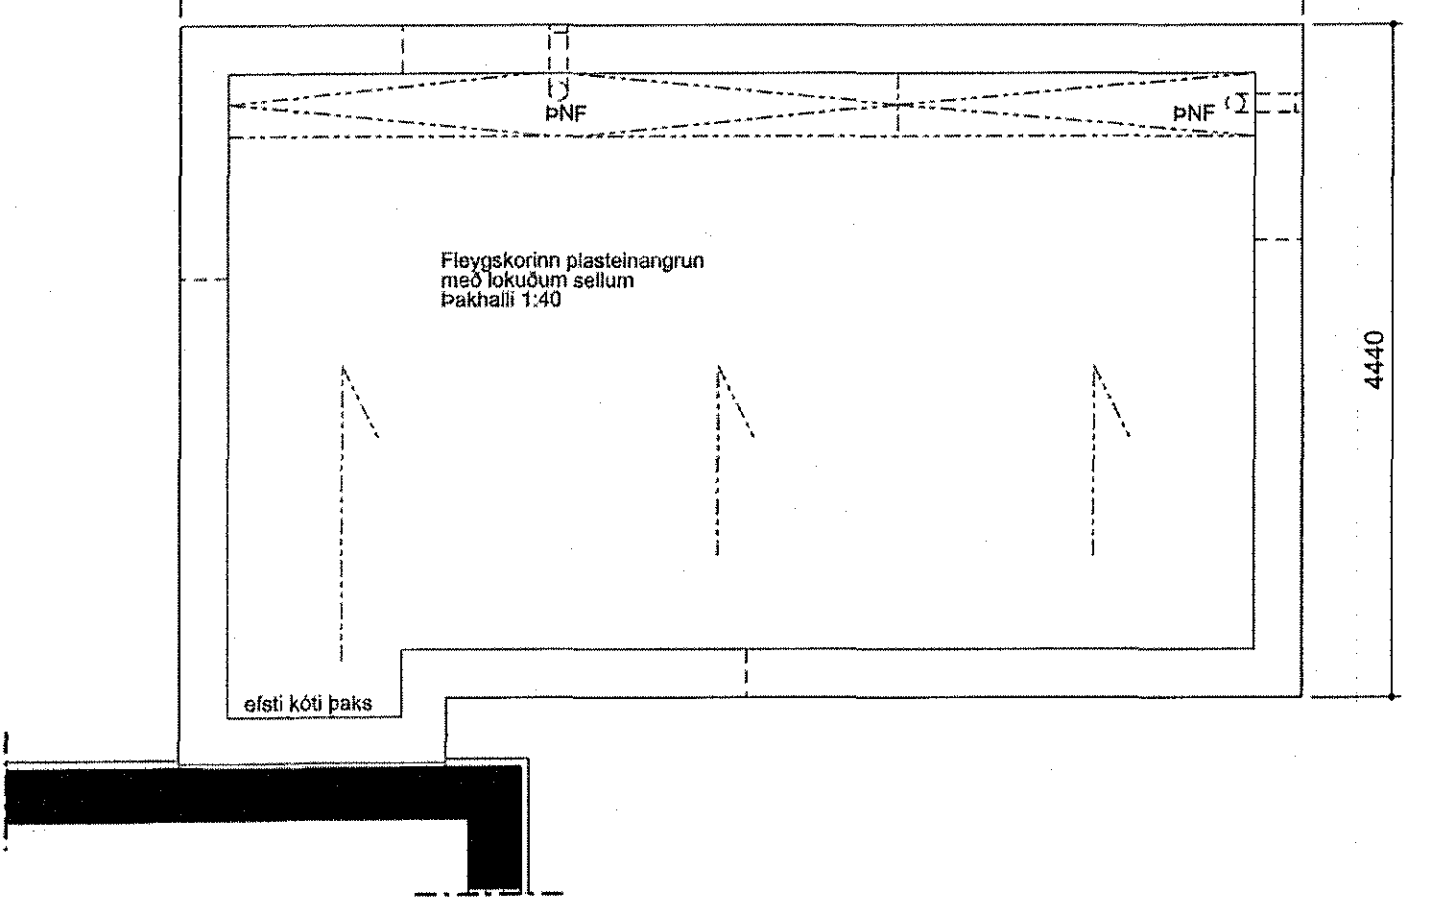 ÞNF
ÞNF
Fleygskorinn plasteinangrun
með lokuðum sellum
Þakhalli 1:40
4440
efsti kóti þaks